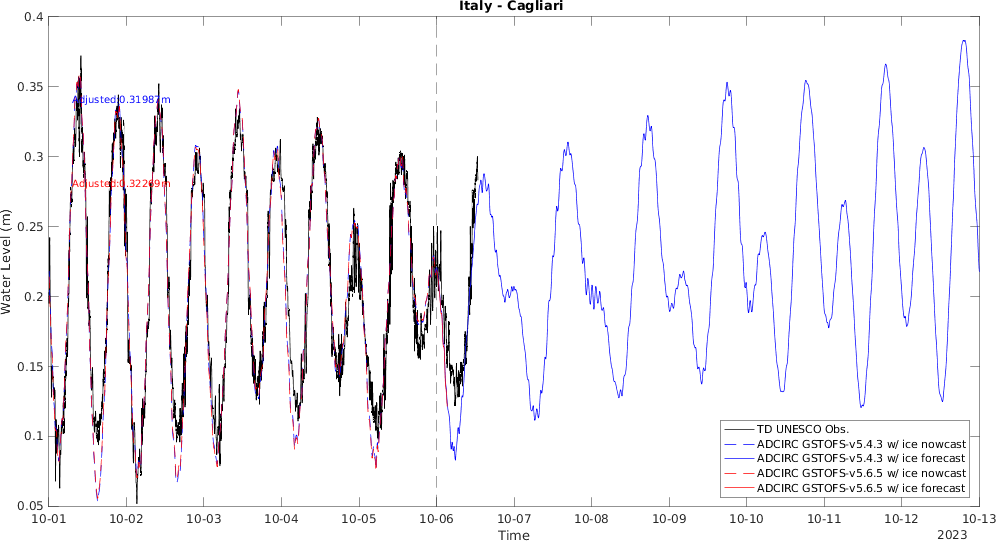 Italy - Cagliari
0.4
0.35
0.3
0.25
0.2
0.15
0.1
0.05
Water Level (m)
Adjusted:0.31987m
Adjusted:0.32269m
TD UNESCO Obs.
ADCIRC GSTOFS-v5.4.3 w/ ice nowcast
ADCIRC GSTOFS-v5.4.3 w/ ice forecast
ADCIRC GSTOFS-v5.6.5 w/ ice nowcast
ADCIRC GSTOFS-v5.6.5 w/ ice forecast
10-01 10-02 10-03 10-04 10-05 10-06 10-07 10-08 10-09 10-10 10-11 10-12 10-13
Time
2023